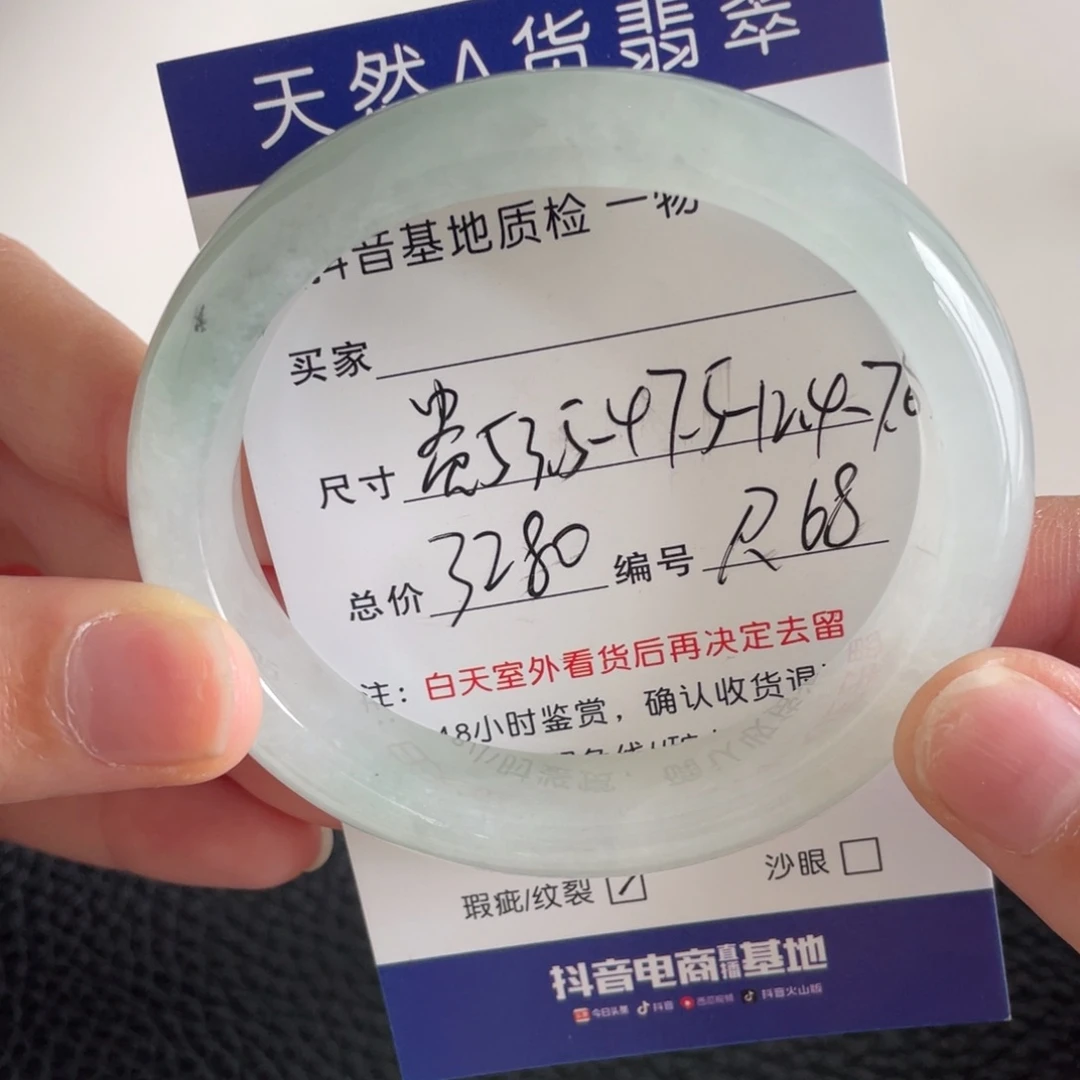 天然A货翡翠
抖音基地质检 一物
买家
尺寸 贵53.5-47.5-12.4-7.6
总价 3280 编号 R68
注：白天室外看货后再决定去留
48小时鉴赏，确认收货退
瑕疵/纹裂 沙眼
抖音电商直播基地
今日头条 抖音 西瓜视频 抖音火山版